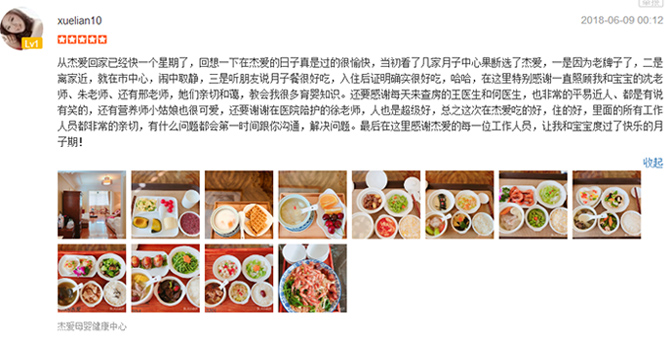 xuelian10
2018-06-09 00:12
Lv1
从杰爱回家已经快一个星期了，回想一下在杰爱的日子真是过的很愉快，当初看了几家月子中心果断选了杰爱，一是因为老牌子了，二是
离家近，就在市中心，闹中取静，三是听朋友说月子餐很好吃，入住后证明确实很好吃，哈哈，在这里特别感谢一直照顾我和宝宝的沈老
师、朱老师、还有邢老师，她们亲切和蔼，教会我很多育婴知识。还要感谢每天来查房的王医生和何医生，也非常的平易近人、都是有说
有笑的，还有营养师小姑娘也很可爱，还要谢谢在医院陪护的徐老师，人也是超级好，总之这次在杰爱吃的好，住的好，里面的所有工作
人员都非常的亲切，有什么问题都会第一时间跟你沟通，解决问题。最后在这里感谢杰爱的每一位工作人员，让我和宝宝度过了快乐的月
子期！
收起
杰爱母婴健康中心